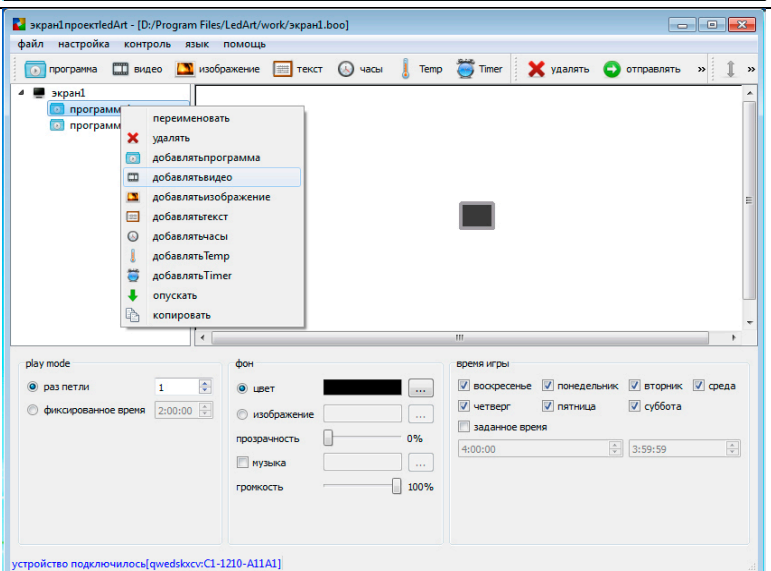 экран1проектledArt - [D:/Program Files/LedArt/work/экран1.boo]
файл настройка контроль язык помощь
программа видео изображение текст часы Temp Timer удалять отправлять » »
экран1
программ
программ
переименовать
удалять
добавлятьпрограмма
добавлятьвидео
добавлятьизображение
добавлятьтекст
добавлятьчасы
добавлятьTemp
добавлятьTimer
опускать
копировать
play mode
раз петли 1
фиксированное время 2:00:00
фон
цвет ...
изображение ...
прозрачность 0%
музыка ...
громкость 100%
время игры
воскресенье понедельник вторник среда
четверг пятница суббота
заданное время
4:00:00 3:59:59
устройство подключилось[qwedskxcv:C1-1210-A11A1]